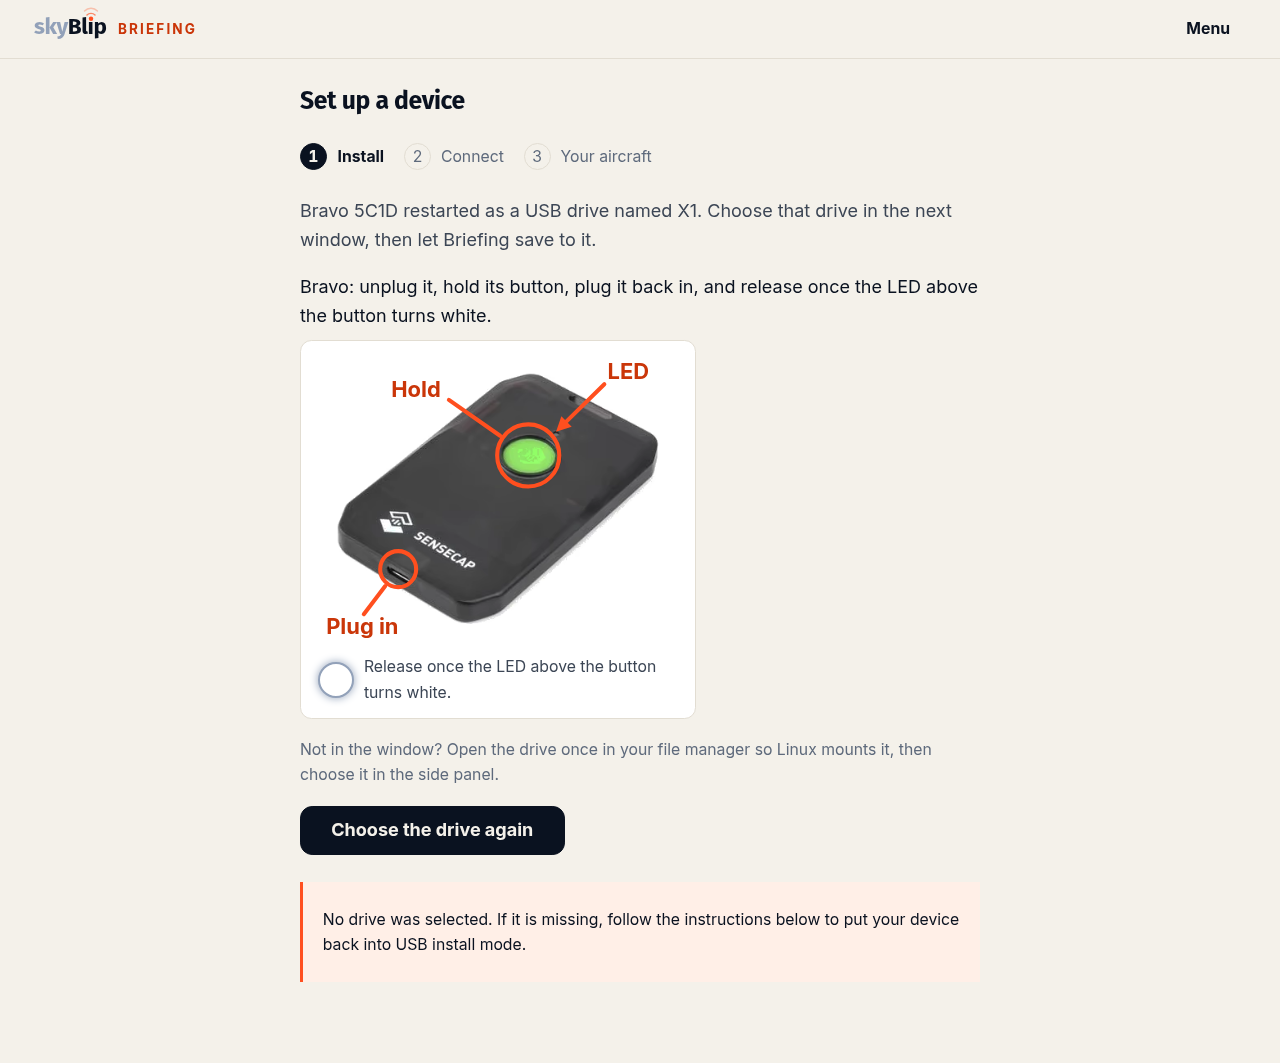 skyBlip BRIEFING
Menu
Set up a device
1 Install 2 Connect 3 Your aircraft
Bravo 5C1D restarted as a USB drive named X1. Choose that drive in the next
window, then let Briefing save to it.
Bravo: unplug it, hold its button, plug it back in, and release once the LED above
the button turns white.
LED
Hold
SENSECAP
Plug in
Release once the LED above the button
turns white.
Not in the window? Open the drive once in your file manager so Linux mounts it, then
choose it in the side panel.
Choose the drive again
No drive was selected. If it is missing, follow the instructions below to put your device
back into USB install mode.